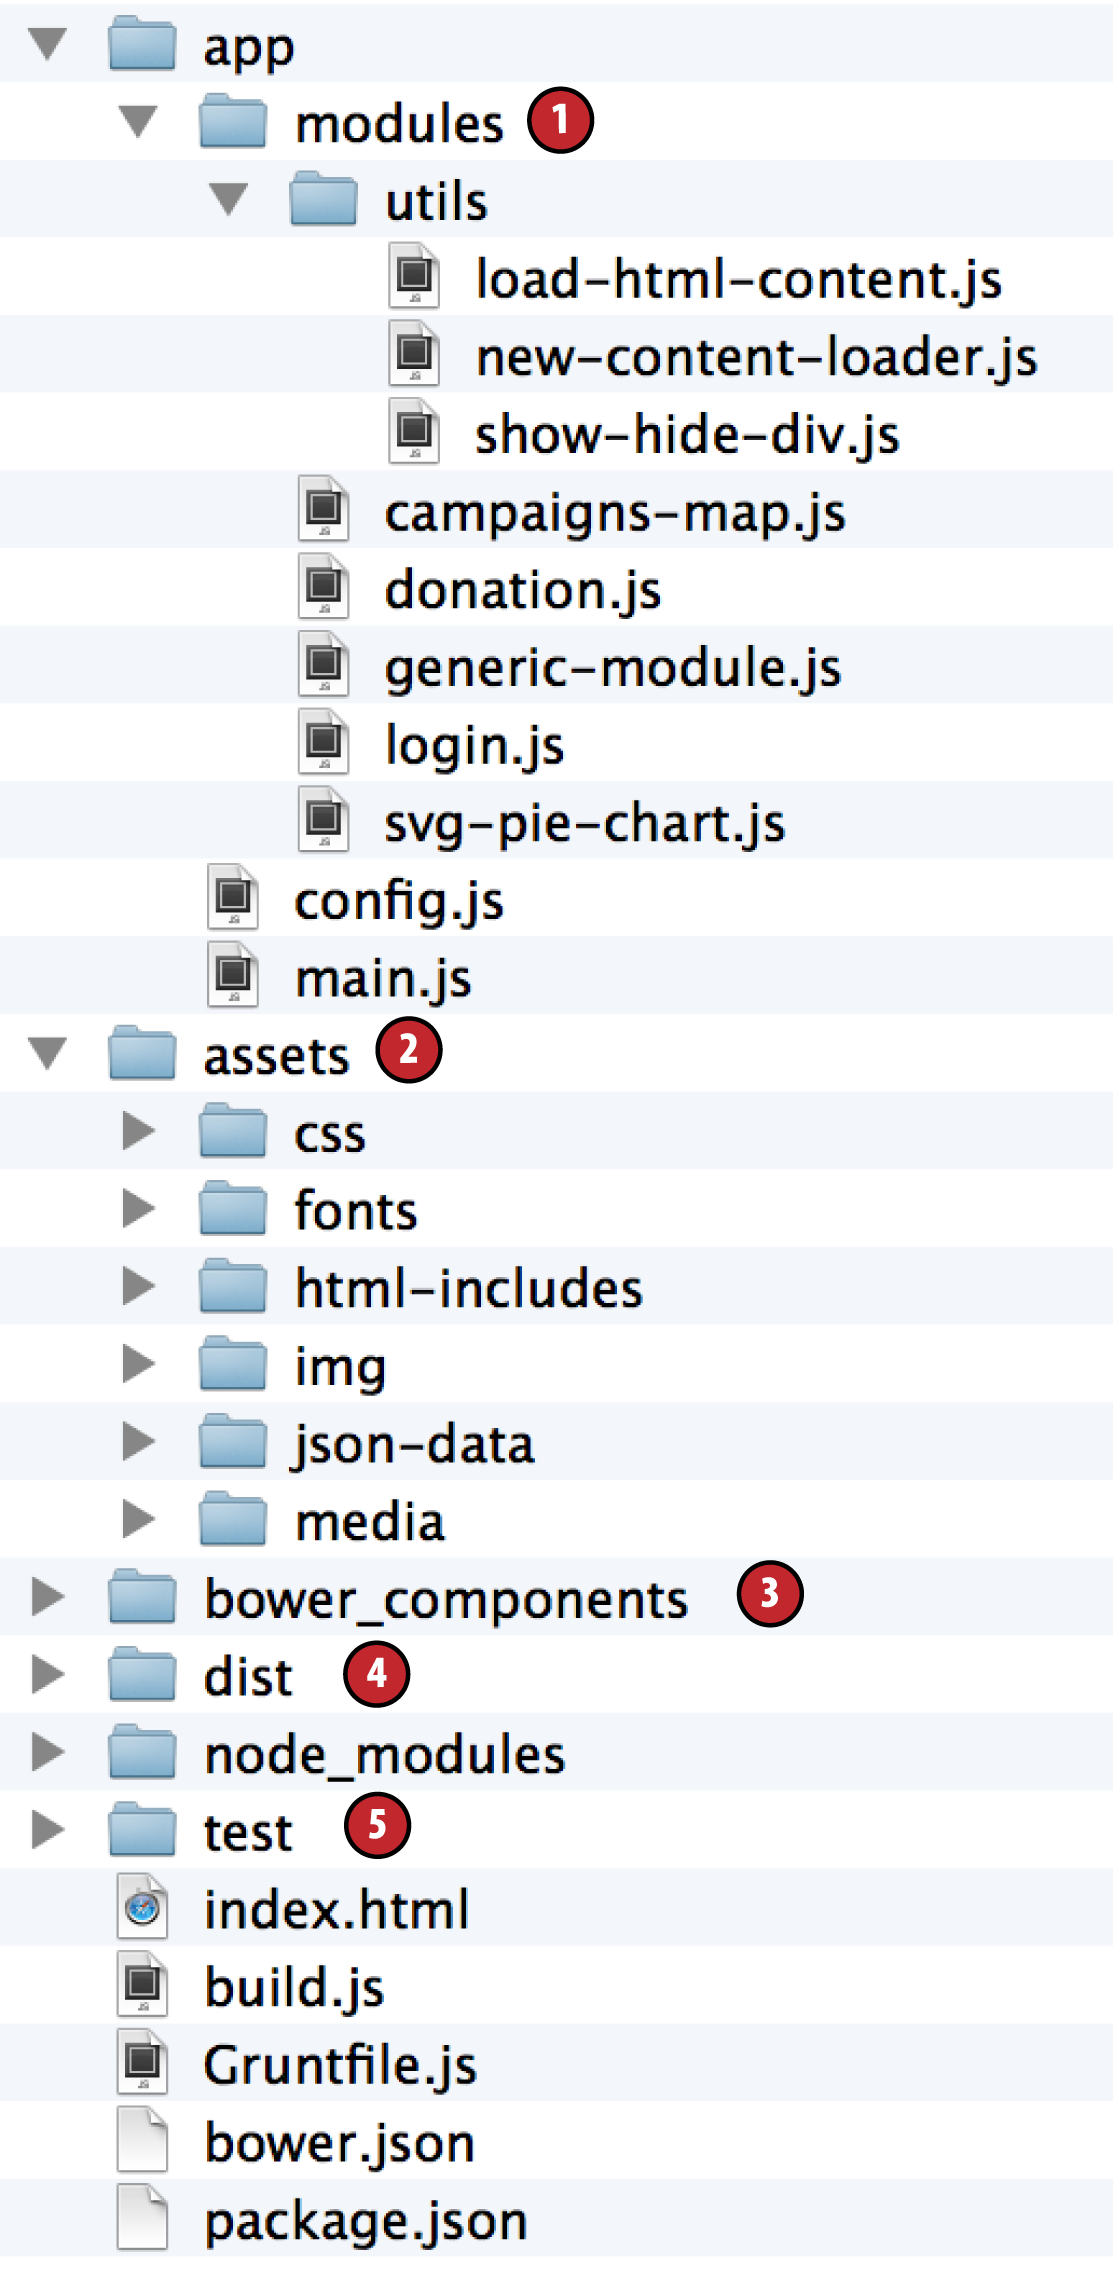 app
modules 1
utils
load-html-content.js
new-content-loader.js
show-hide-div.js
campaigns-map.js
donation.js
generic-module.js
login.js
svg-pie-chart.js
config.js
main.js
assets 2
css
fonts
html-includes
img
json-data
media
bower_components 3
dist 4
node_modules
test 5
index.html
build.js
Gruntfile.js
bower.json
package.json